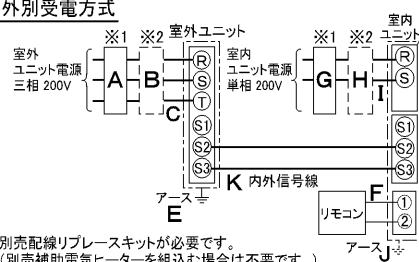 外別受電方式
※1 ※2 室外ユニット
室外
ユニット電源
三相 200V
A B C
R
S
T
S1
S2
S3
アース
E
※1 ※2 室内
ユニット
室内
ユニット電源
単相 200V
G H I
R
S
S1
S2
S3
K 内外信号線
リモコン
F
①
②
アース J
別売配線リプレースキットが必要です。
(別売補助電気ヒーターを組込む場合は不要です。)